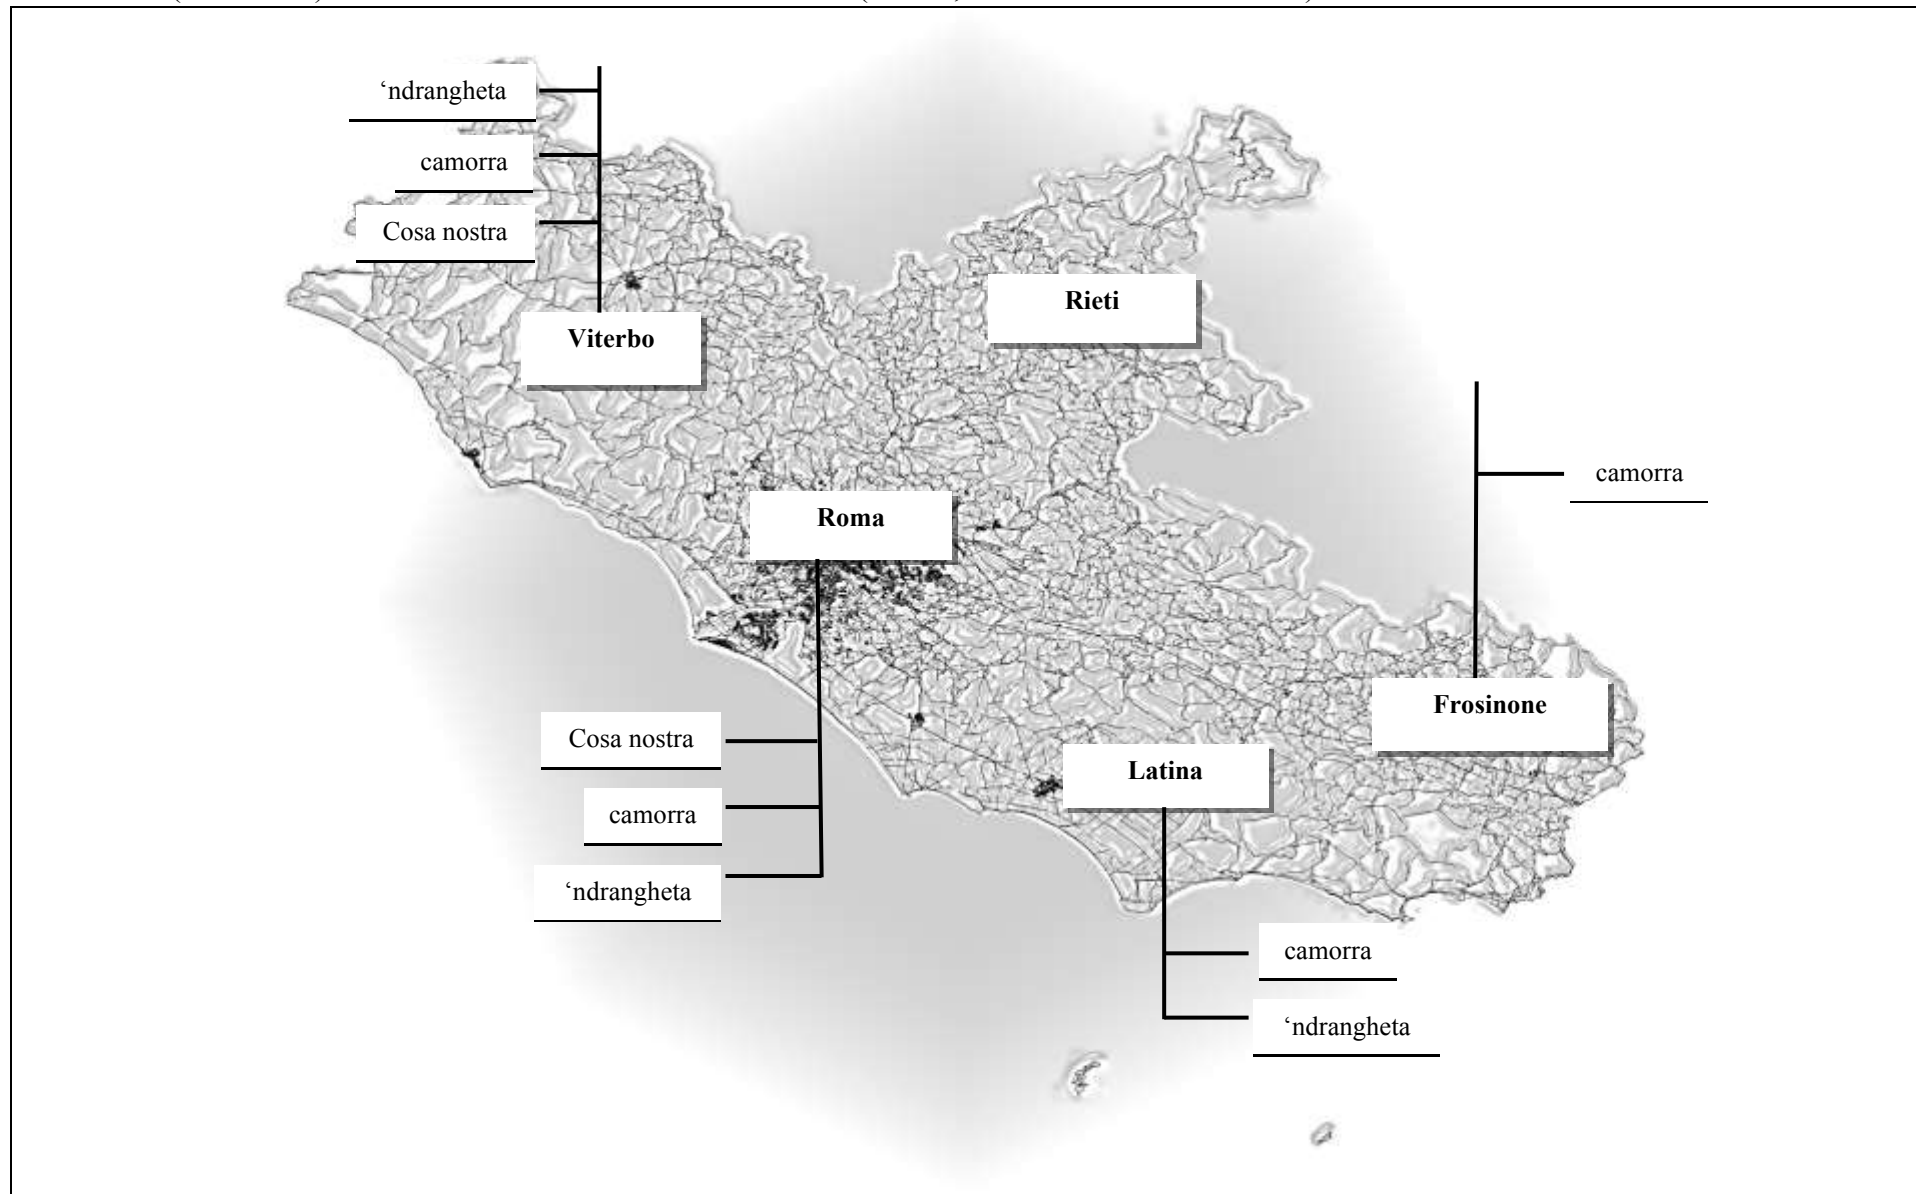 ‘ndrangheta
camorra
Cosa nostra
Viterbo
Rieti
camorra
Roma
Frosinone
Cosa nostra
camorra
‘ndrangheta
Latina
camorra
‘ndrangheta